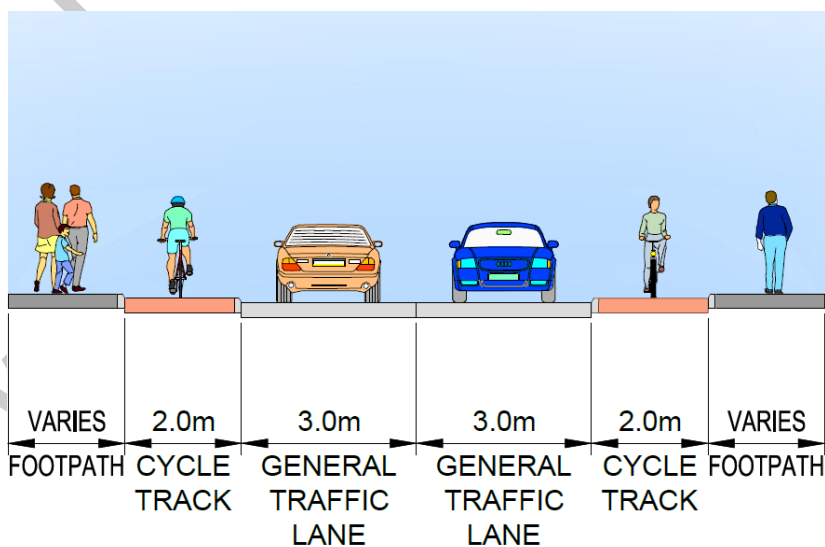 VARIES 2.0m 3.0m 3.0m 2.0m VARIES
FOOTPATH CYCLE GENERAL GENERAL CYCLE FOOTPATH
TRACK TRAFFIC TRAFFIC TRACK
LANE LANE